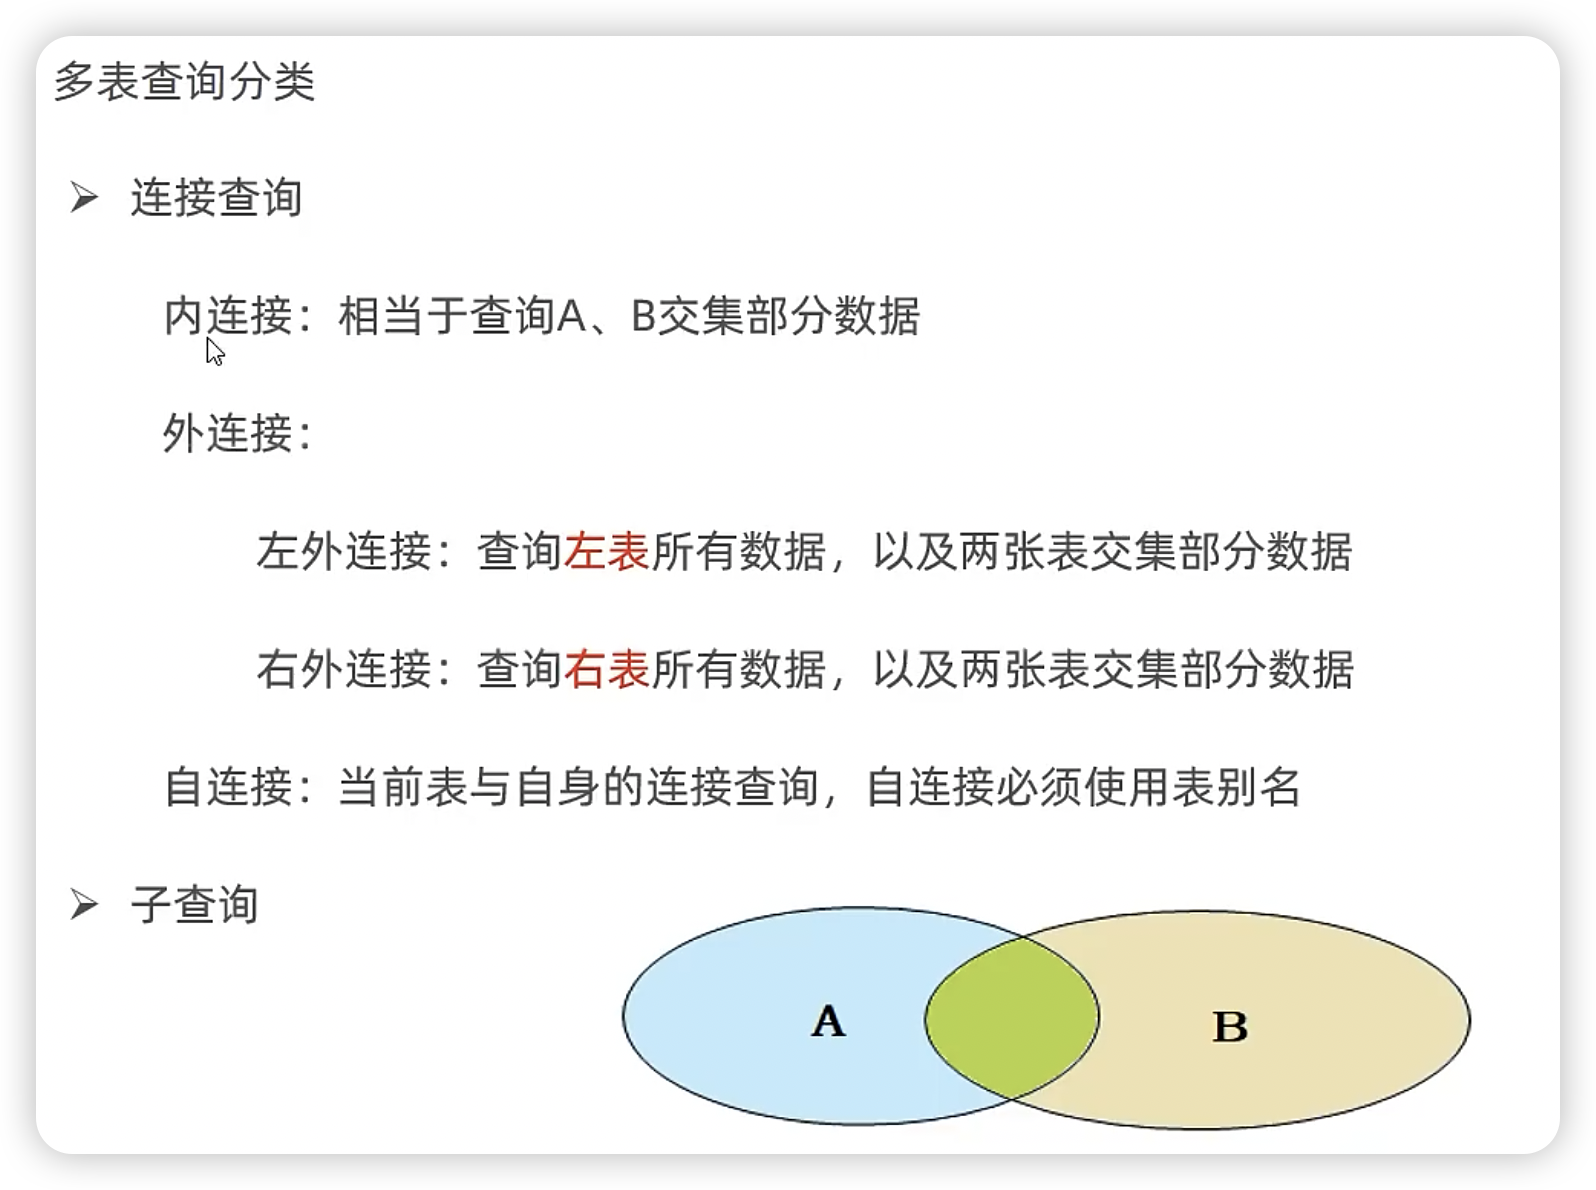 多表查询分类
➢ 连接查询
内连接：相当于查询A、B交集部分数据
外连接：
左外连接：查询左表所有数据，以及两张表交集部分数据
右外连接：查询右表所有数据，以及两张表交集部分数据
自连接：当前表与自身的连接查询，自连接必须使用表别名
➢ 子查询
A
B